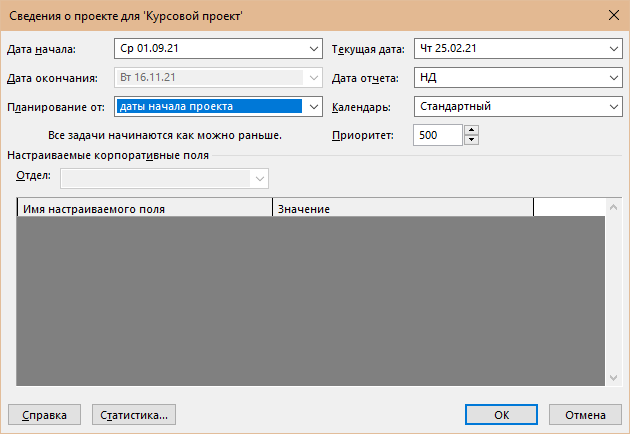 Сведения о проекте для 'Курсовой проект'
Дата начала: Ср 01.09.21 Текущая дата: Чт 25.02.21
Дата окончания: Вт 16.11.21 Дата отчета: НД
Планирование от: даты начала проекта Календарь: Стандартный
Все задачи начинаются как можно раньше. Приоритет: 500
Настраиваемые корпоративные поля
Отдел:
Имя настраиваемого поля Значение
Справка Статистика... ОК Отмена